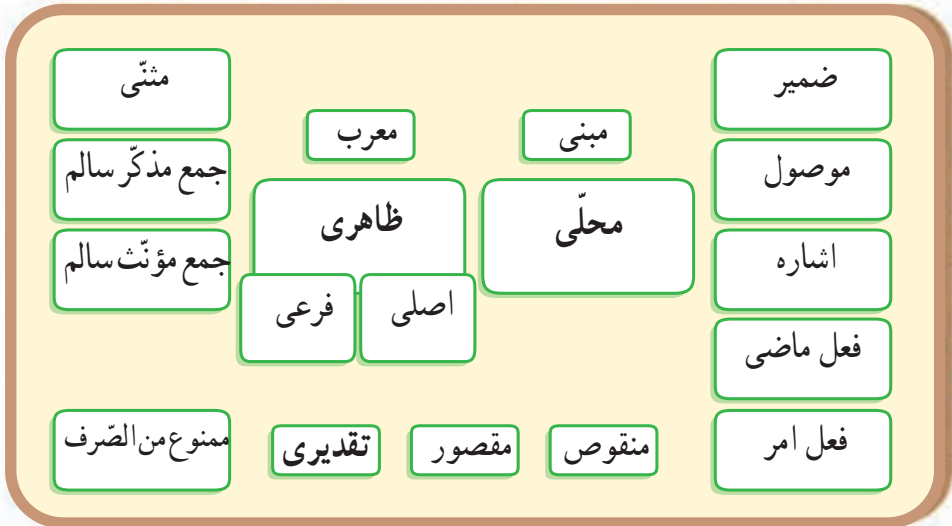 ضمیر
موصول
اشاره
فعل ماضی
فعل امر
مبنی
محلّی
معرب
ظاهری
اصلی
فرعی
منقوص
مقصور
تقدیری
مثنّی
جمع مذکّر سالم
جمع مؤنّث سالم
ممنوع من الصّرف